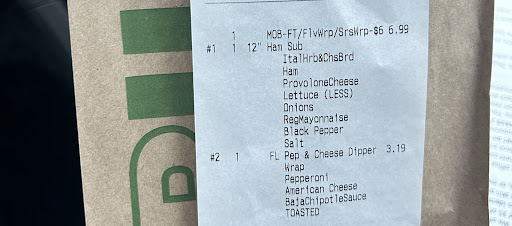 1 MOB-FT/FlvWrp/SrsWrp-$6 6.99
#1 1 12" Ham Sub
ItalHrb&ChsBrd
Ham
ProvoloneCheese
Lettuce (LESS)
Onions
RegMayonnaise
Black Pepper
Salt
#2 1 FL Pep & Cheese Dipper 3.19
Wrap
Pepperoni
American Cheese
BajaChipotleSauce
TOASTED